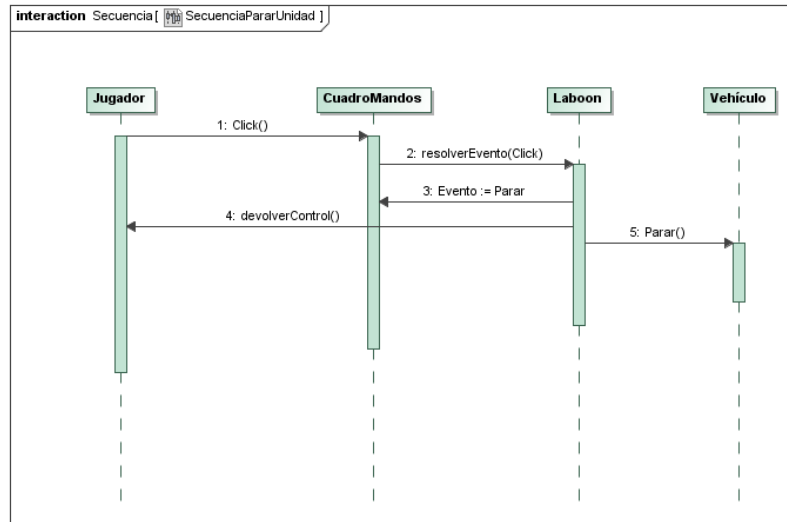 interaction Secuencia[ SecuenciaPararUnidad ]
Jugador
CuadroMandos
Laboon
Vehículo
1: Click()
2: resolverEvento(Click)
3: Evento := Parar
4: devolverControl()
5: Parar()